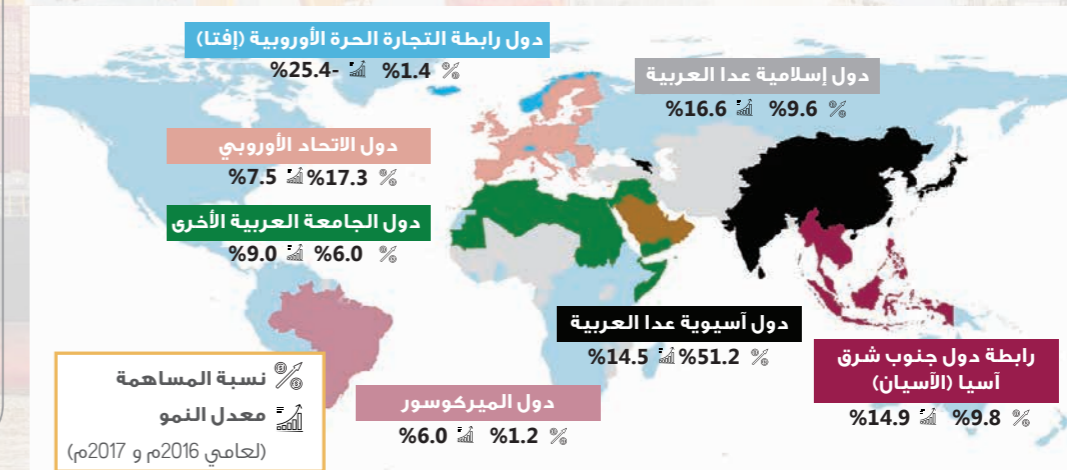 دول رابطة التجارة الحرة الأوروبية (إفتا)
%1.4 %25.4-
دول إسلامية عدا العربية
%9.6 %16.6
دول الاتحاد الأوروبي
%17.3 %7.5
دول الجامعة العربية الأخرى
%6.0 %9.0
دول آسيوية عدا العربية
%51.2 %14.5
رابطة دول جنوب شرق
آسيا (الآسيان)
%9.8 %14.9
دول الميركوسور
%1.2 %6.0
نسبة المساهمة
معدل النمو
(لعامي 2016م و 2017م)